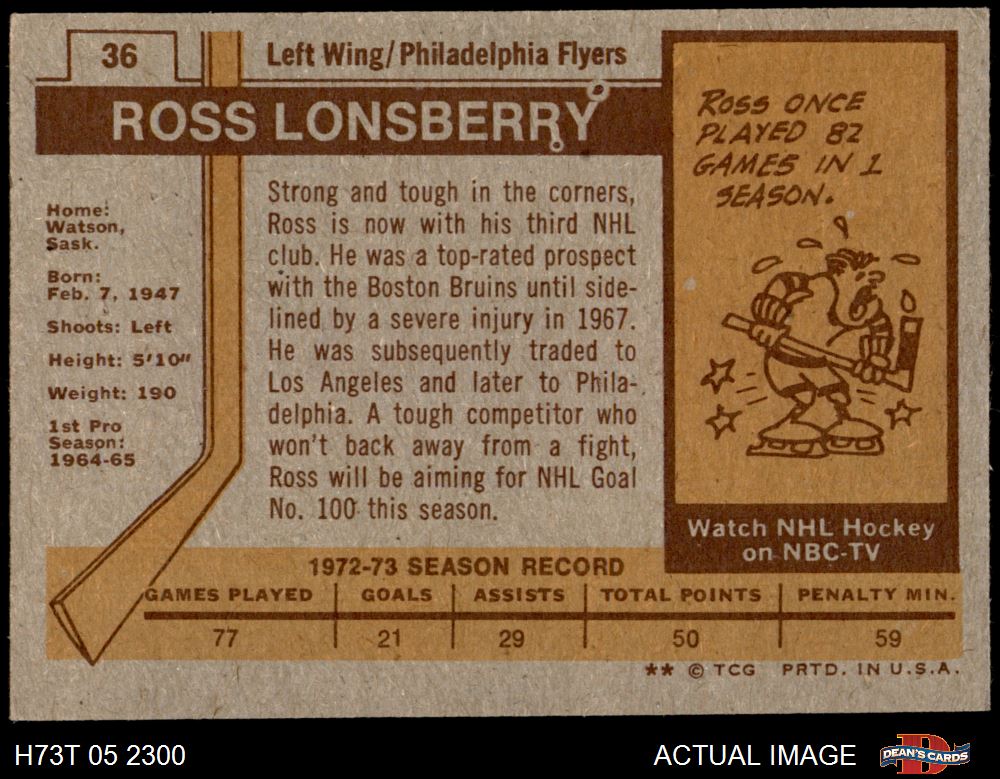 36
Left Wing/Philadelphia Flyers
ROSS LONSBERRY
Home:
Watson,
Sask.
Born:
Feb. 7, 1947
Shoots: Left
Height: 5'10"
Weight: 190
1st Pro
Season:
1964-65
Strong and tough in the corners,
Ross is now with his third NHL
club. He was a top-rated prospect
with the Boston Bruins until side-
lined by a severe injury in 1967.
He was subsequently traded to
Los Angeles and later to Phila-
delphia. A tough competitor who
won't back away from a fight,
Ross will be aiming for NHL Goal
No. 100 this season.
ROSS ONCE
PLAYED 82
GAMES IN 1
SEASON.
Watch NHL Hockey
on NBC-TV
1972-73 SEASON RECORD
GAMES PLAYED GOALS ASSISTS TOTAL POINTS PENALTY MIN.
77 21 29 50 59
** © TCG PRTD. IN U.S.A.
H73T 05 2300
ACTUAL IMAGE
DEAN'S CARDS